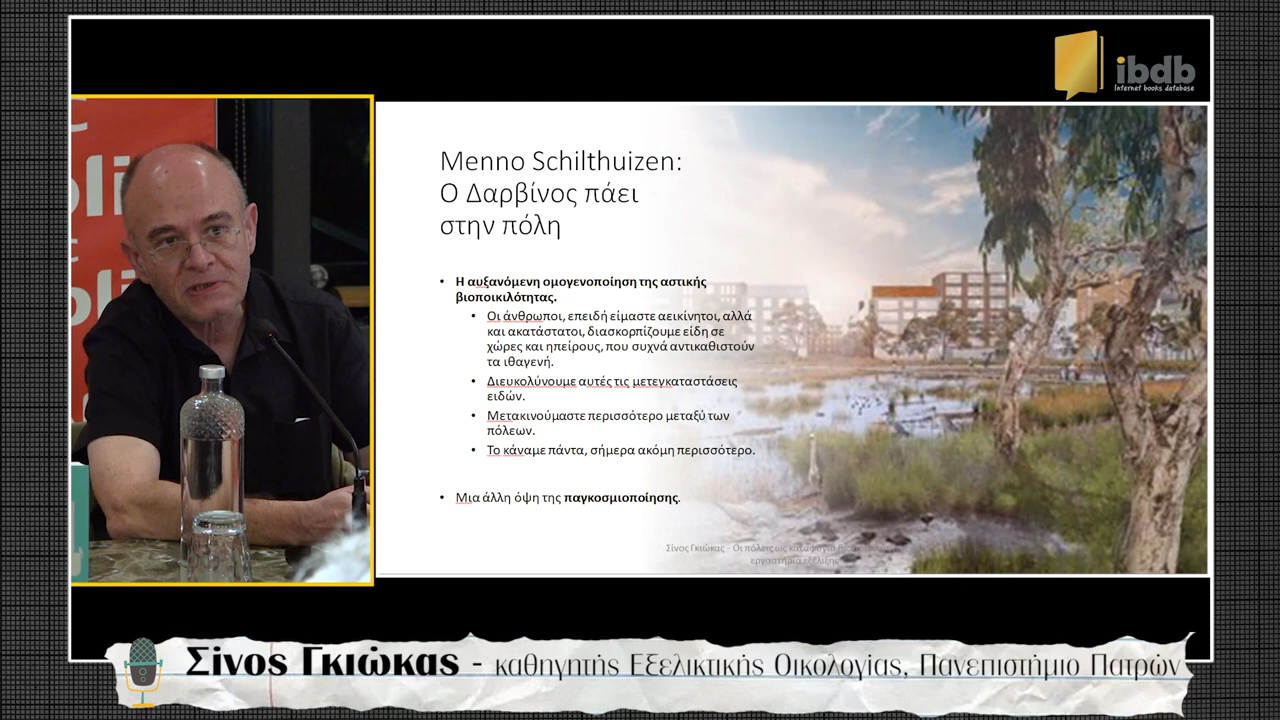 ibdb
Internet books database
Menno Schilthuizen:
Ο Δαρβίνος πάει
στην πόλη
• Η αυξανόμενη ομογενοποίηση της αστικής
βιοποικιλότητας.
• Οι άνθρωποι, επειδή είμαστε αεικίνητοι, αλλά
και ακατάστατοι, διασκορπίζουμε είδη σε
χώρες και ηπείρους, που συχνά αντικαθιστούν
τα ιθαγενή.
• Διευκολύνουμε αυτές τις μετεγκαταστάσεις
ειδών.
• Μετακινούμαστε περισσότερο μεταξύ των
πόλεων.
• Το κάναμε πάντα, σήμερα ακόμη περισσότερο.
• Μια άλλη όψη της παγκοσμιοποίησης.
Σίνος Γκιώκας - Οι πόλεις ως καταφύγια
εργαστήρια εξέλιξης
Σίνος Γκιώκας - καθηγητής Εξελικτικής Οικολογίας, Πανεπιστήμιο Πατρών